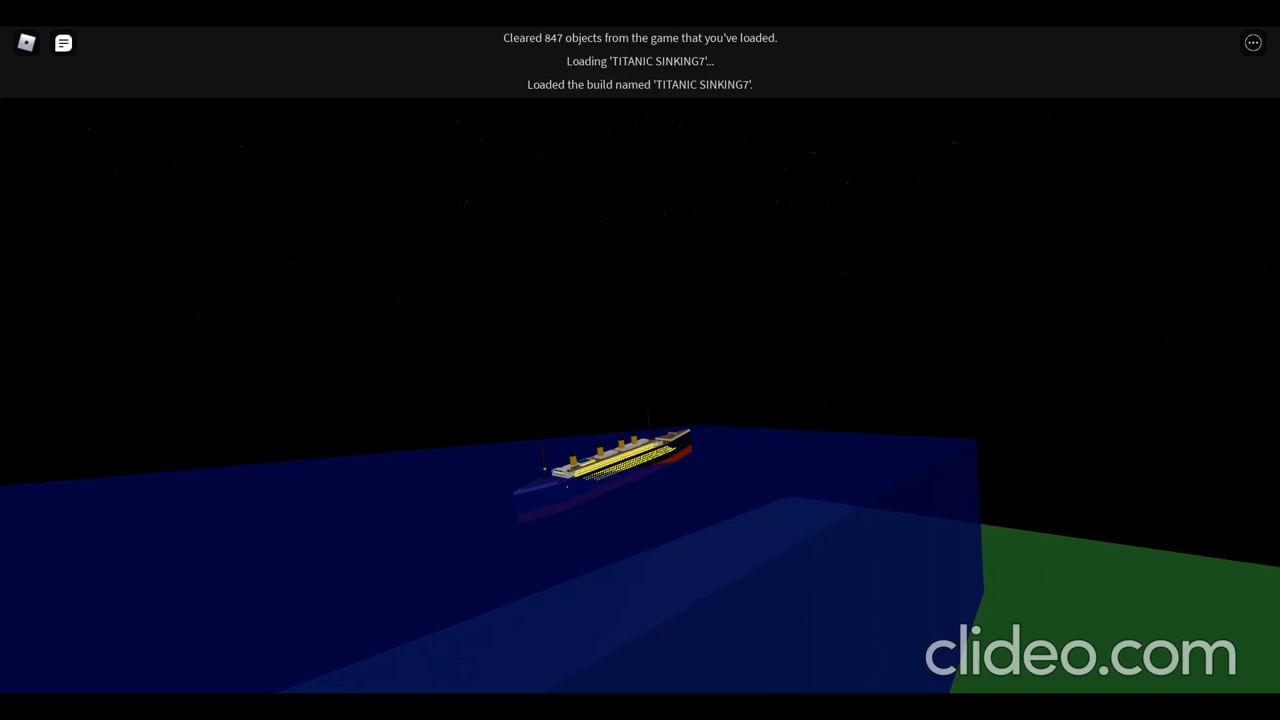 Cleared 847 objects from the game that you've loaded.
Loading 'TITANIC SINKING7'...
Loaded the build named 'TITANIC SINKING7'.
clideo.com